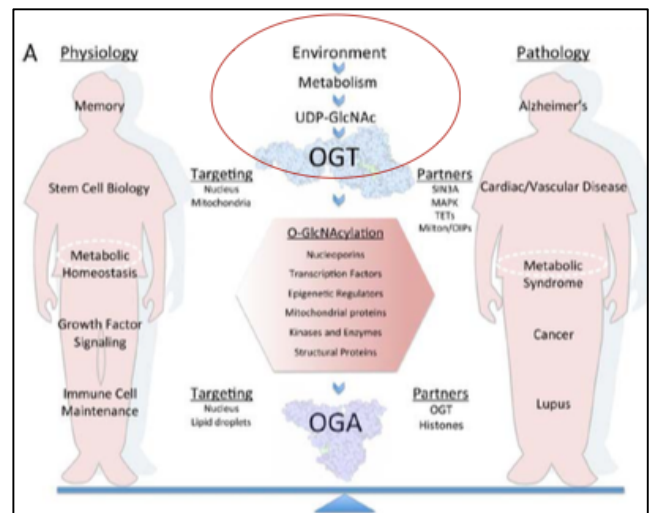 A
Physiology
Memory
Stem Cell Biology
Metabolic
Homeostasis
Growth Factor
Signaling
Immune Cell
Maintenance
Environment
Metabolism
UDP-GlcNAc
OGT
Targeting
Nucleus
Mitochondria
Partners
SIN3A
MAPK
TETs
Milton/OIPs
O-GlcNAcylation
Nucleoporins
Transcription Factors
Epigenetic Regulators
Mitochondrial proteins
Kinases and Enzymes
Structural Proteins
Targeting
Nucleus
Lipid droplets
OGA
Partners
OGT
Histones
Pathology
Alzheimer's
Cardiac/Vascular Disease
Metabolic
Syndrome
Cancer
Lupus